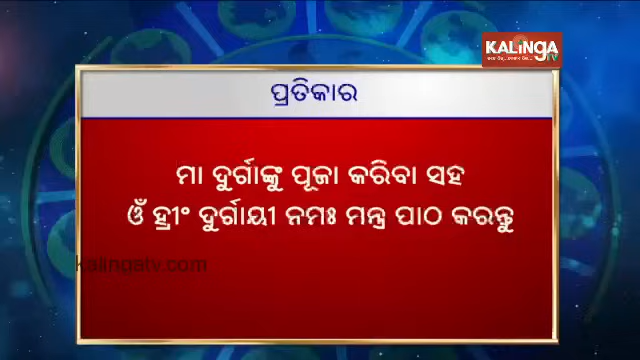 KALINGA
TV
ପ୍ରତିକାର
ମା ଦୁର୍ଗାଙ୍କୁ ପୂଜା କରିବା ସହ
ଓଁ ହ୍ରୀଂ ଦୁର୍ଗାୟୀ ନମଃ ମନ୍ତ୍ର ପାଠ କରନ୍ତୁ
kalingatv.com